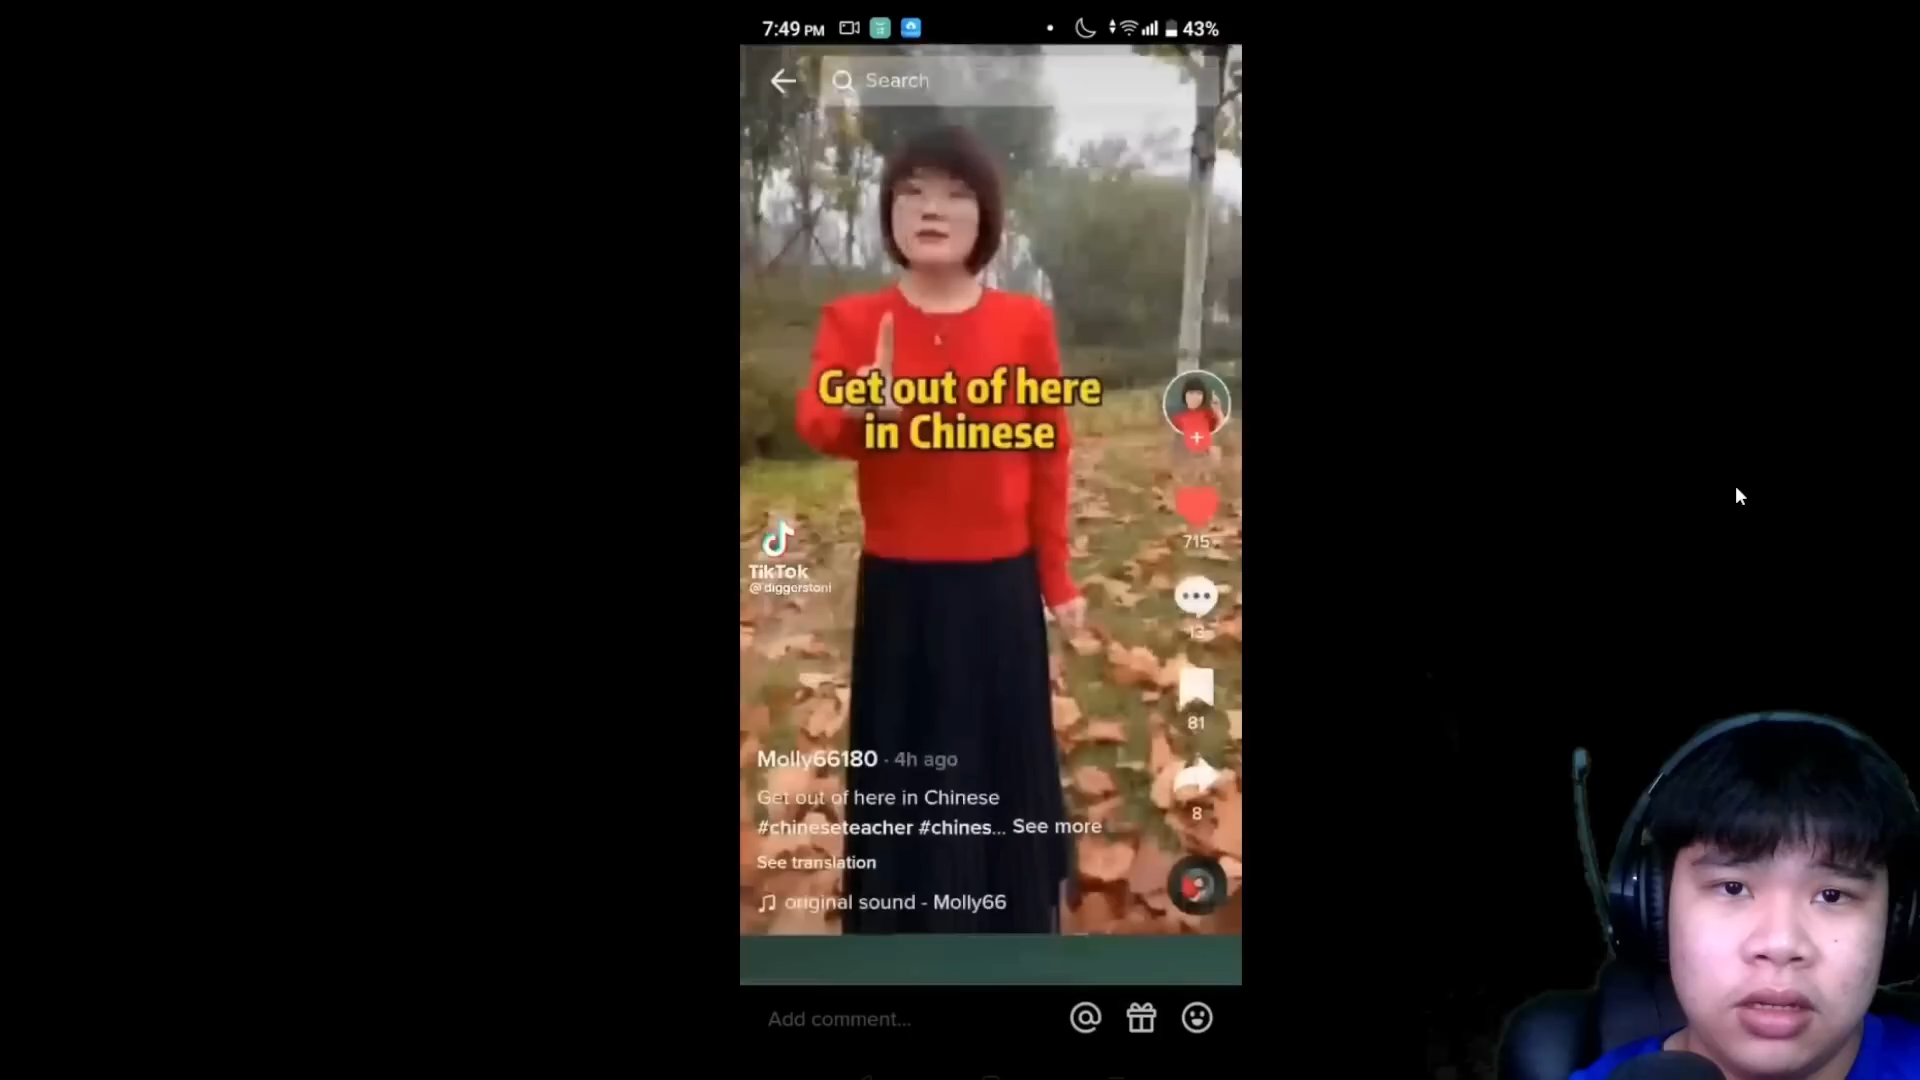 7:49 PM
43%
Search
Get out of here
in Chinese
TikTok
@diggerstoni
715
13
81
8
Molly66180 · 4h ago
Get out of here in Chinese
#chineseteacher #chines... See more
See translation
original sound - Molly66
Add comment...